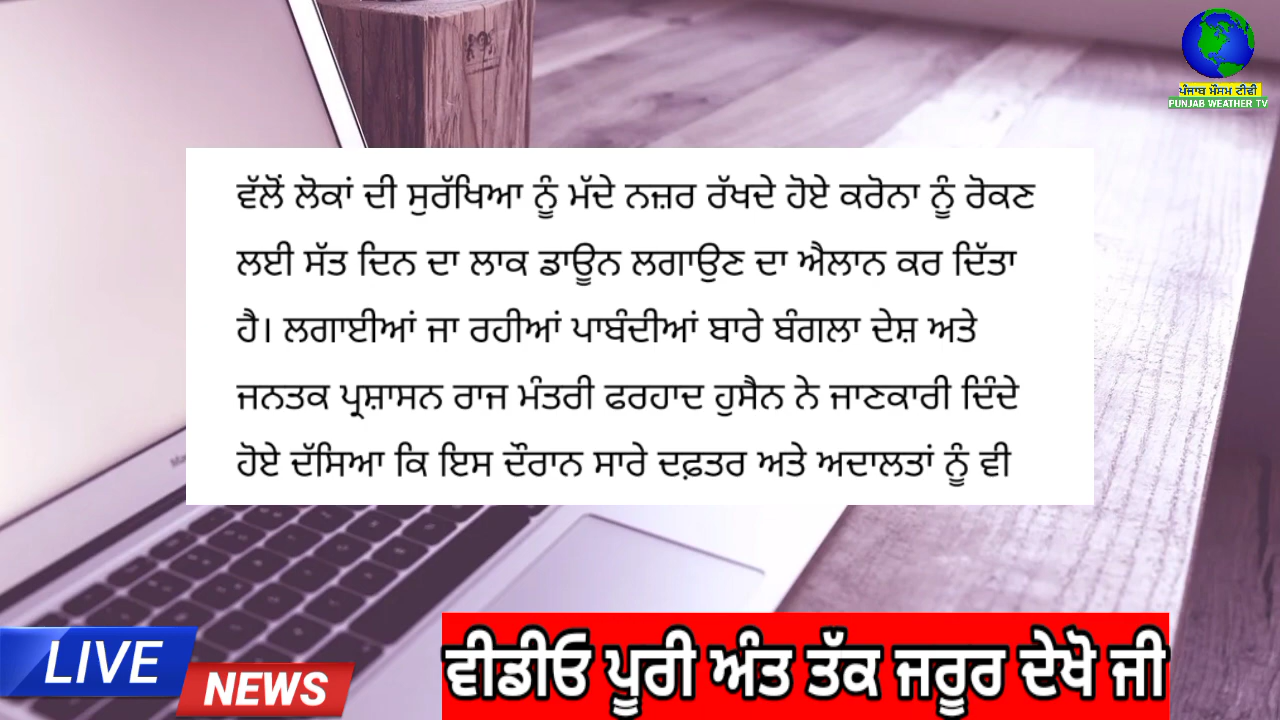 ਪੰਜਾਬ ਮੌਸਮ ਟੀਵੀ
PUNJAB WEATHER TV
ਵੱਲੋਂ ਲੋਕਾਂ ਦੀ ਸੁਰੱਖਿਆ ਨੂੰ ਮੱਦੇ ਨਜ਼ਰ ਰੱਖਦੇ ਹੋਏ ਕਰੋਨਾ ਨੂੰ ਰੋਕਣ
ਲਈ ਸੱਤ ਦਿਨ ਦਾ ਲਾਕ ਡਾਊਨ ਲਗਾਉਣ ਦਾ ਐਲਾਨ ਕਰ ਦਿੱਤਾ
ਹੈ। ਲਗਾਈਆਂ ਜਾ ਰਹੀਆਂ ਪਾਬੰਦੀਆਂ ਬਾਰੇ ਬੰਗਲਾ ਦੇਸ਼ ਅਤੇ
ਜਨਤਕ ਪ੍ਰਸ਼ਾਸਨ ਰਾਜ ਮੰਤਰੀ ਫਰਹਾਦ ਹੁਸੈਨ ਨੇ ਜਾਣਕਾਰੀ ਦਿੰਦੇ
ਹੋਏ ਦੱਸਿਆ ਕਿ ਇਸ ਦੌਰਾਨ ਸਾਰੇ ਦਫ਼ਤਰ ਅਤੇ ਅਦਾਲਤਾਂ ਨੂੰ ਵੀ
LIVE
NEWS
ਵੀਡੀਓ ਪੂਰੀ ਅੰਤ ਤੱਕ ਜਰੂਰ ਦੇਖੋ ਜੀ